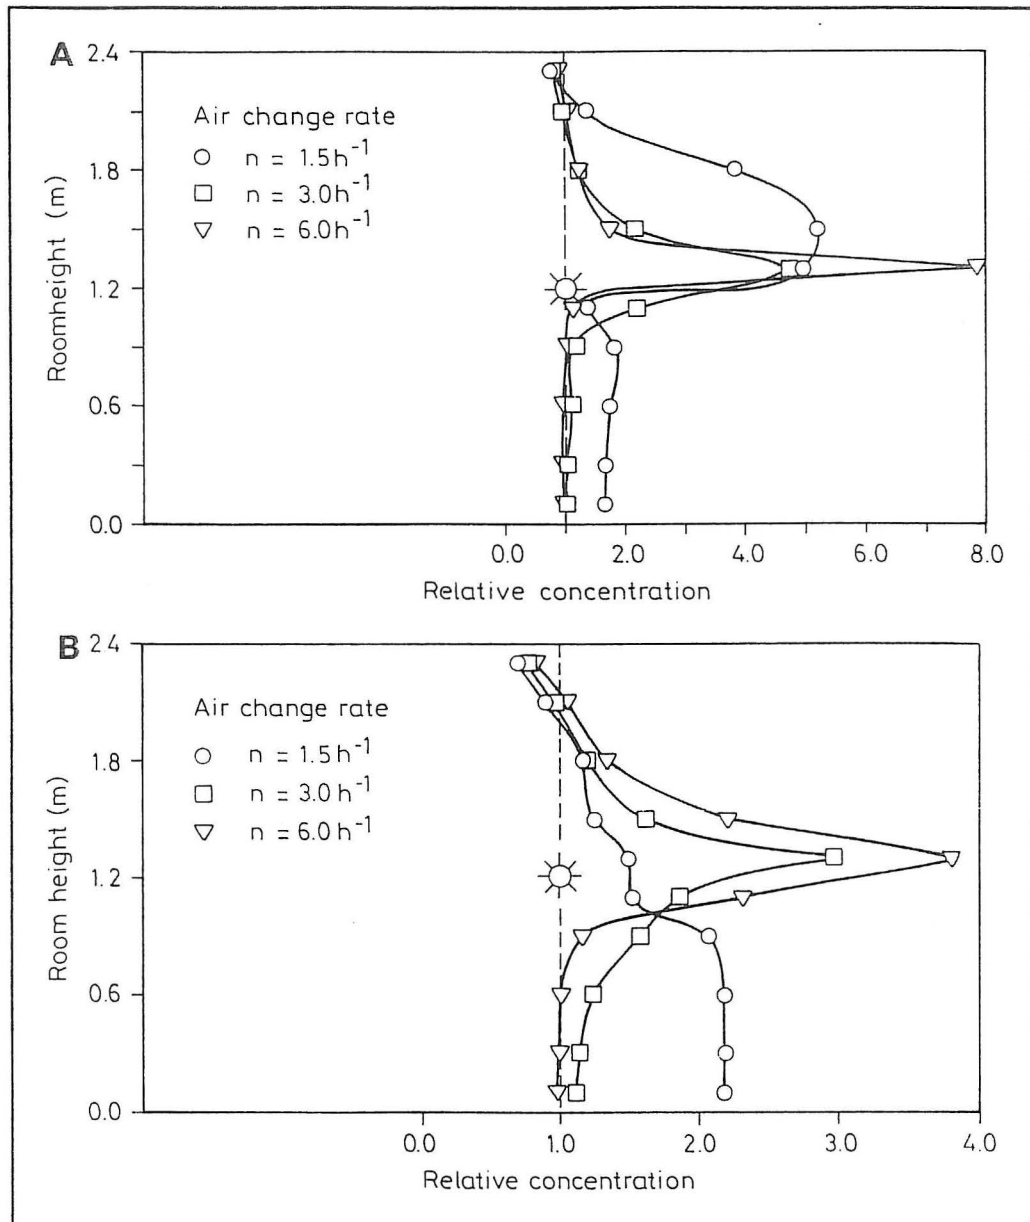 A
2.4
1.8
1.2
0.6
0.0
Roomheight (m)
Air change rate
n = 1.5 h⁻¹
n = 3.0 h⁻¹
n = 6.0 h⁻¹
0.0 2.0 4.0 6.0 8.0
Relative concentration
B
2.4
1.8
1.2
0.6
0.0
Room height (m)
Air change rate
n = 1.5 h⁻¹
n = 3.0 h⁻¹
n = 6.0 h⁻¹
0.0 1.0 2.0 3.0 4.0
Relative concentration